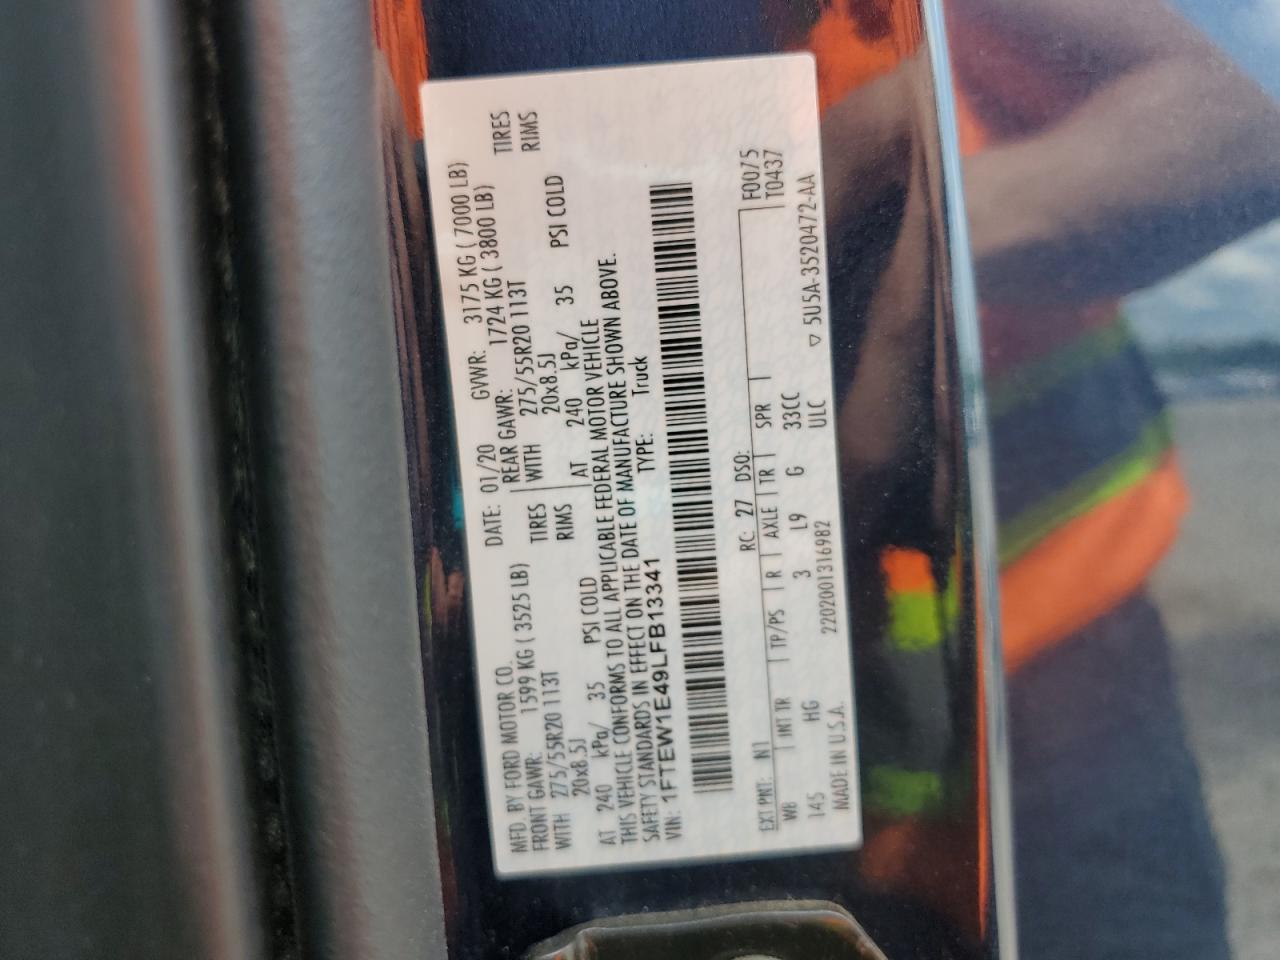 MFD. BY FORD MOTOR CO. DATE: 01/20 GVWR: 3175 KG ( 7000 LB)
FRONT GAWR: 1599 KG ( 3525 LB) REAR GAWR: 1724 KG ( 3800 LB)
WITH 275/55R20 113T TIRES WITH 275/55R20 113T TIRES
20x8.5J RIMS 20x8.5J RIMS
AT 240 kPa/ 35 PSI COLD AT 240 kPa/ 35 PSI COLD
THIS VEHICLE CONFORMS TO ALL APPLICABLE FEDERAL MOTOR VEHICLE
SAFETY STANDARDS IN EFFECT ON THE DATE OF MANUFACTURE SHOWN ABOVE.
VIN: 1FTEW1E49LFB13341 TYPE: Truck
EXT PNT: N1 RC: 27 DSO: F0075
WB INT TR TP/PS R AXLE TR SPR T0437
145 HG 3 L9 G 33CC
ULC ▽ 5U5A-3520472-AA
MADE IN U.S.A. 2202001316982